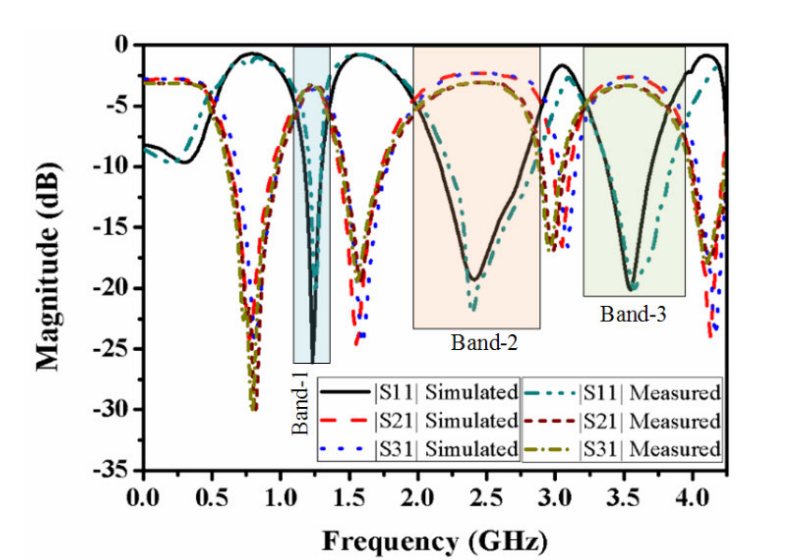 0
-5
-10
-15
-20
-25
-30
-35
Magnitude (dB)
Band-1
Band-2
Band-3
|S11| Simulated |S11| Measured
|S21| Simulated |S21| Measured
|S31| Simulated |S31| Measured
0.0 0.5 1.0 1.5 2.0 2.5 3.0 3.5 4.0
Frequency (GHz)